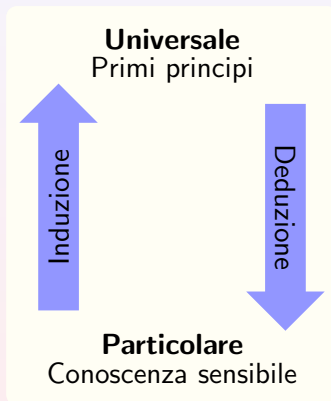 Universale
Primi principi
Induzione
Deduzione
Particolare
Conoscenza sensibile